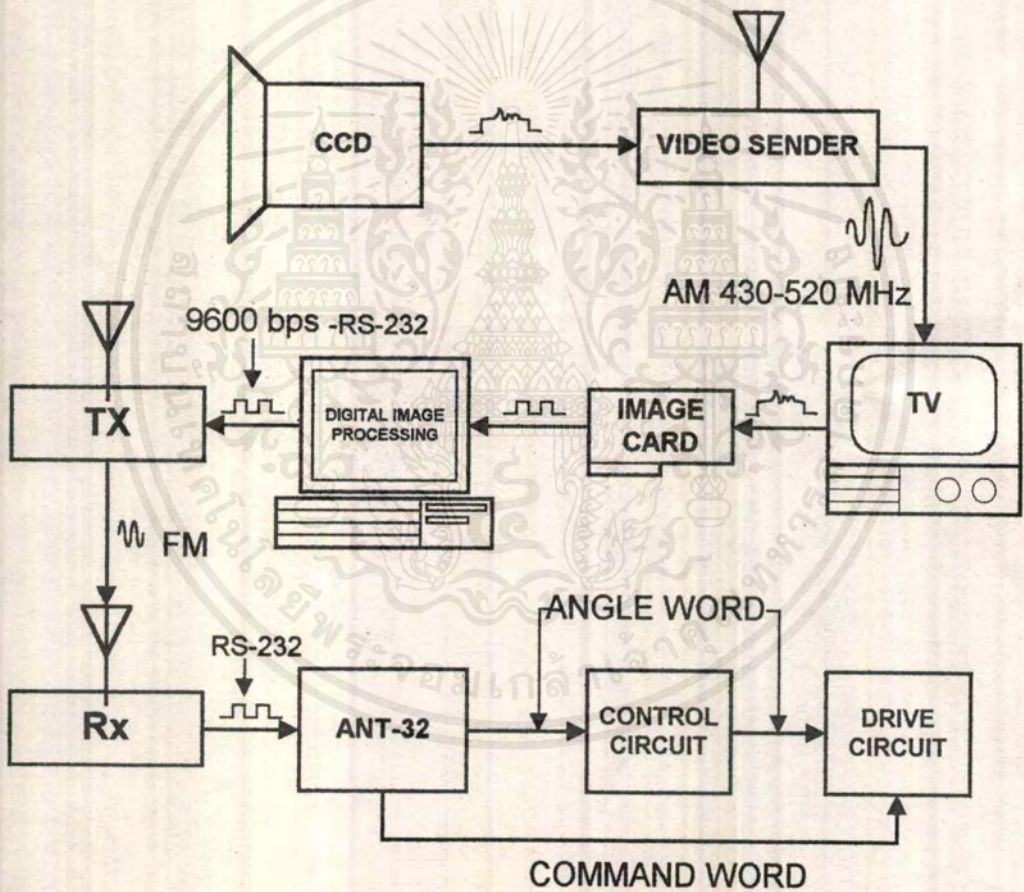 CCD
VIDEO SENDER
AM 430-520 MHz
9600 bps -RS-232
TX
DIGITAL IMAGE
PROCESSING
IMAGE
CARD
TV
FM
ANGLE WORD
RS-232
Rx
ANT-32
CONTROL
CIRCUIT
DRIVE
CIRCUIT
COMMAND WORD